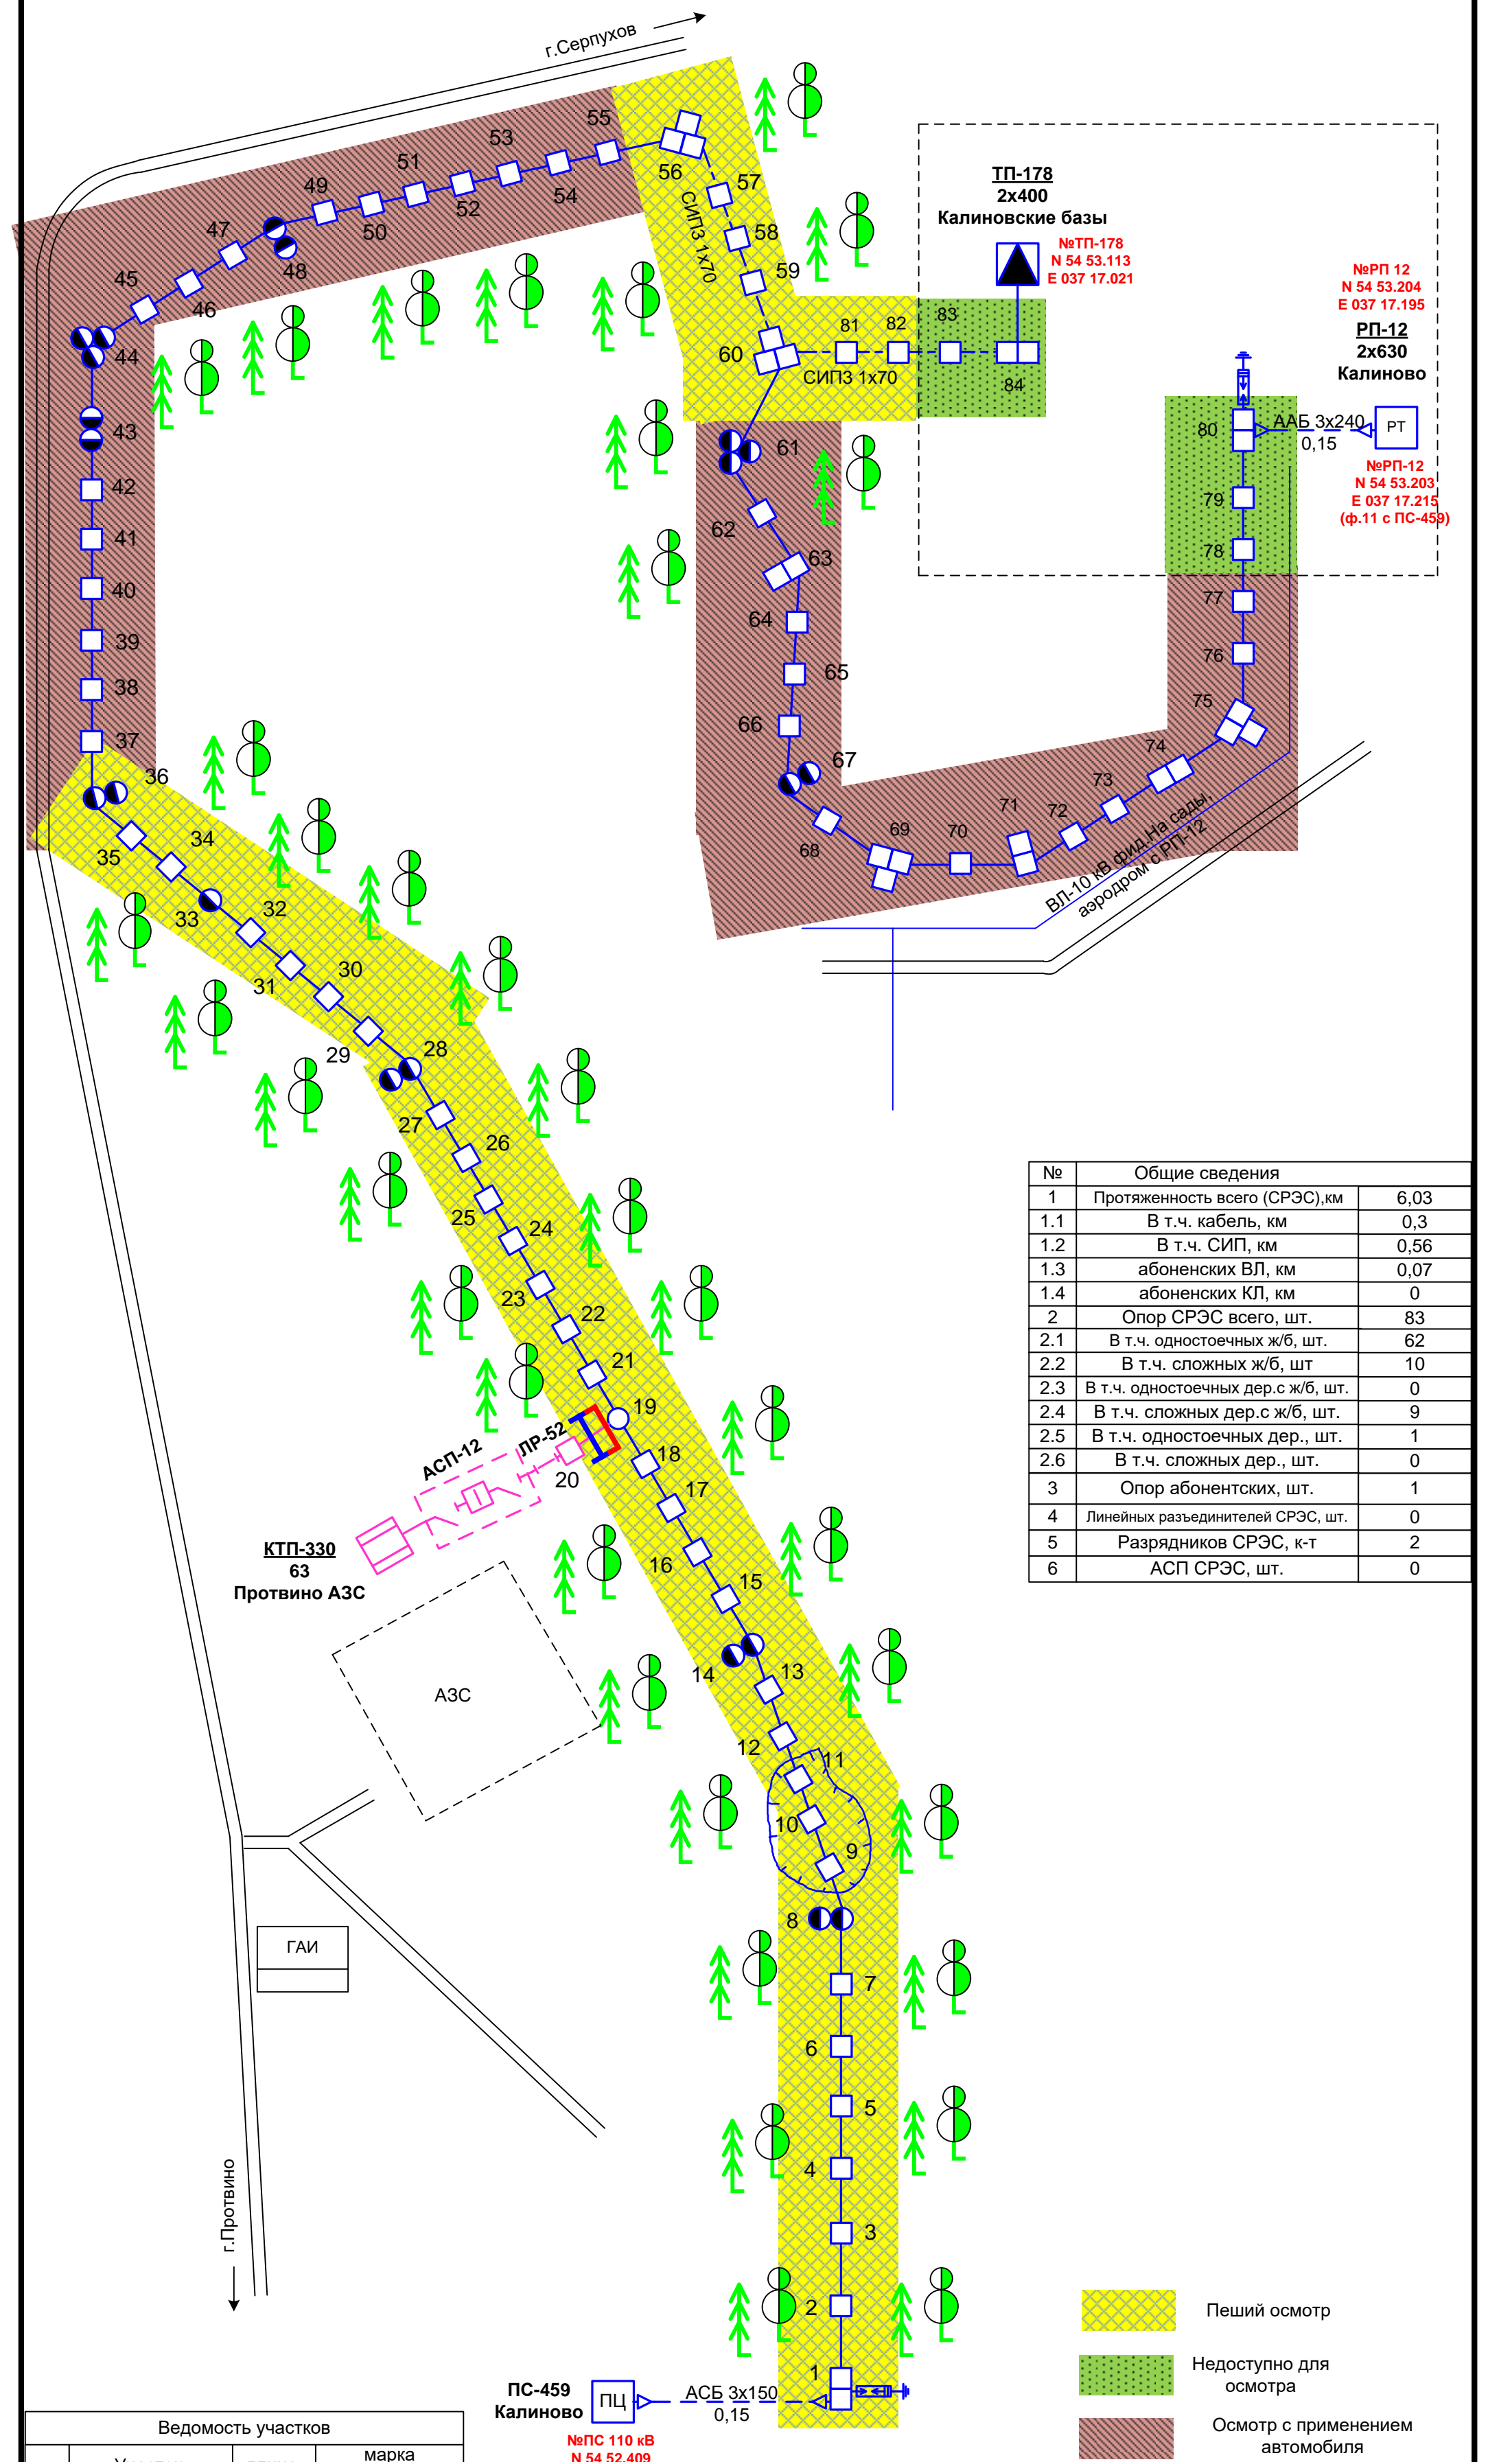 г.Серпухов
55
53
51
49
47
45
56
54
52
50
48
46
44
43
42
41
40
39
38
37
36
57
58
59
СИП3 1х70
60
81
82
83
84
СИП3 1х70
ТП-178
2х400
Калиновские базы
№ТП-178
N 54 53.113
E 037 17.021
№РП 12
N 54 53.204
E 037 17.195
РП-12
2х630
Калиново
80
ААБ 3х240
0,15
РТ
№РП-12
N 54 53.203
E 037 17.215
(ф.11 с ПС-459)
79
78
77
76
75
74
73
72
71
70
69
68
67
66
65
64
63
62
61
ВЛ-10 кВ фид.На сады,
аэродром с РП-12
35
34
33
32
31
30
29
28
27
26
25
24
23
22
21
19
20
18
17
16
15
14
13
12
11
10
9
8
7
6
5
4
3
2
1
ЛР-52
АСП-12
КТП-330
63
Протвино АЗС
АЗС
ГАИ
г.Протвино
№ Общие сведения
1 Протяженность всего (СРЭС),км 6,03
1.1 В т.ч. кабель, км 0,3
1.2 В т.ч. СИП, км 0,56
1.3 абоненских ВЛ, км 0,07
1.4 абоненских КЛ, км 0
2 Опор СРЭС всего, шт. 83
2.1 В т.ч. одностоечных ж/б, шт. 62
2.2 В т.ч. сложных ж/б, шт 10
2.3 В т.ч. одностоечных дер.с ж/б, шт. 0
2.4 В т.ч. сложных дер.с ж/б, шт. 9
2.5 В т.ч. одностоечных дер., шт. 1
2.6 В т.ч. сложных дер., шт. 0
3 Опор абонентских, шт. 1
4 Линейных разъединителей СРЭС, шт. 0
5 Разрядников СРЭС, к-т 2
6 АСП СРЭС, шт. 0
Пеший осмотр
Недоступно для
осмотра
Осмотр с применением
автомобиля
ПС-459
Калиново
ПЦ
АСБ 3х150
0,15
№ПС 110 кВ
N 54 52.409
Ведомость участков
марка